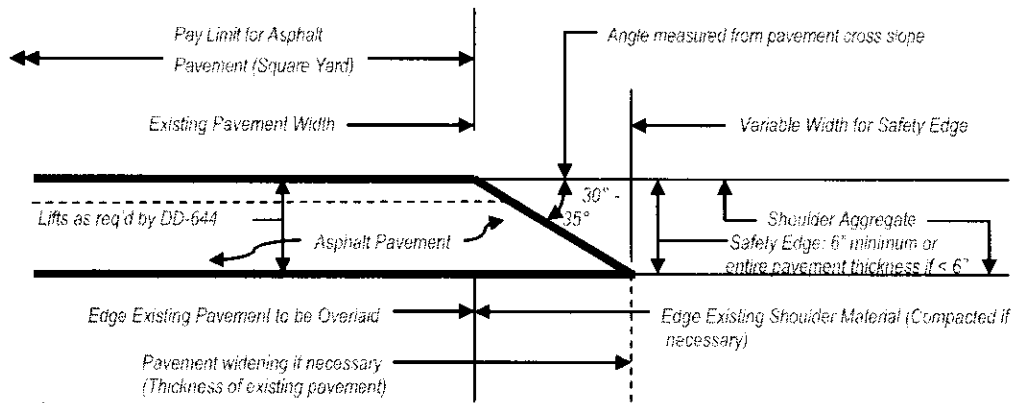 Pay Limit for Asphalt
Pavement (Square Yard)
Angle measured from pavement cross slope
Existing Pavement Width
Variable Width for Safety Edge
30° -
35°
Lifts as req'd by DD-644
Asphalt Pavement
Shoulder Aggregate
Safety Edge: 6" minimum or
entire pavement thickness if < 6"
Edge Existing Pavement to be Overlaid
Edge Existing Shoulder Material (Compacted if
necessary)
Pavement widening if necessary
(Thickness of existing pavement)